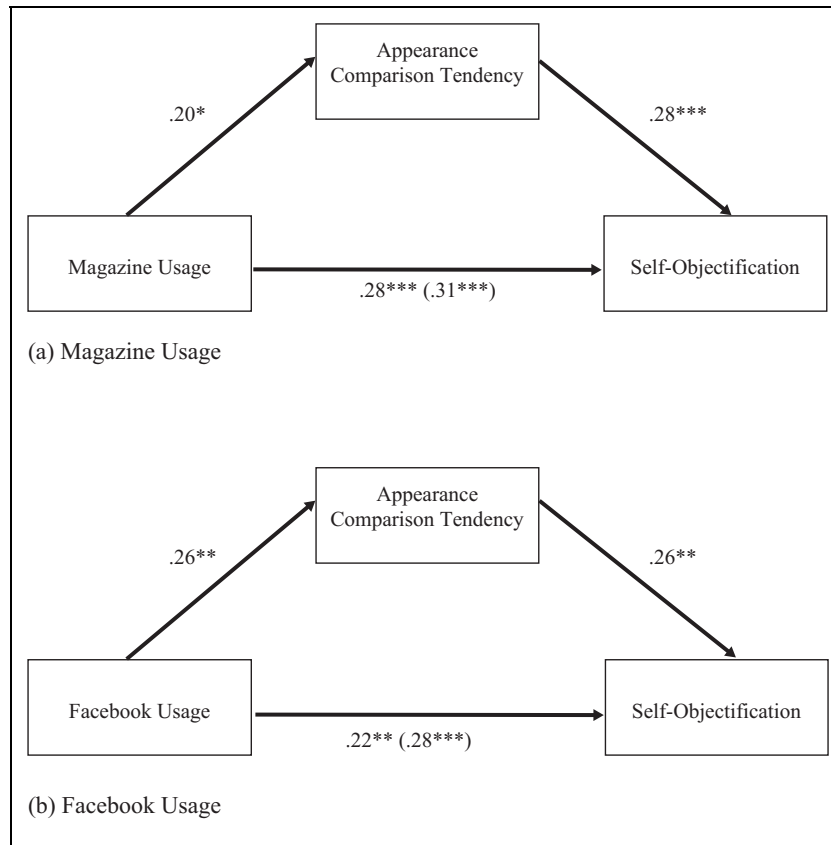 Appearance
Comparison Tendency
.20*
.28***
Magazine Usage
Self-Objectification
.28*** (.31***)
(a) Magazine Usage
Appearance
Comparison Tendency
.26**
.26**
Facebook Usage
Self-Objectification
.22** (.28***)
(b) Facebook Usage